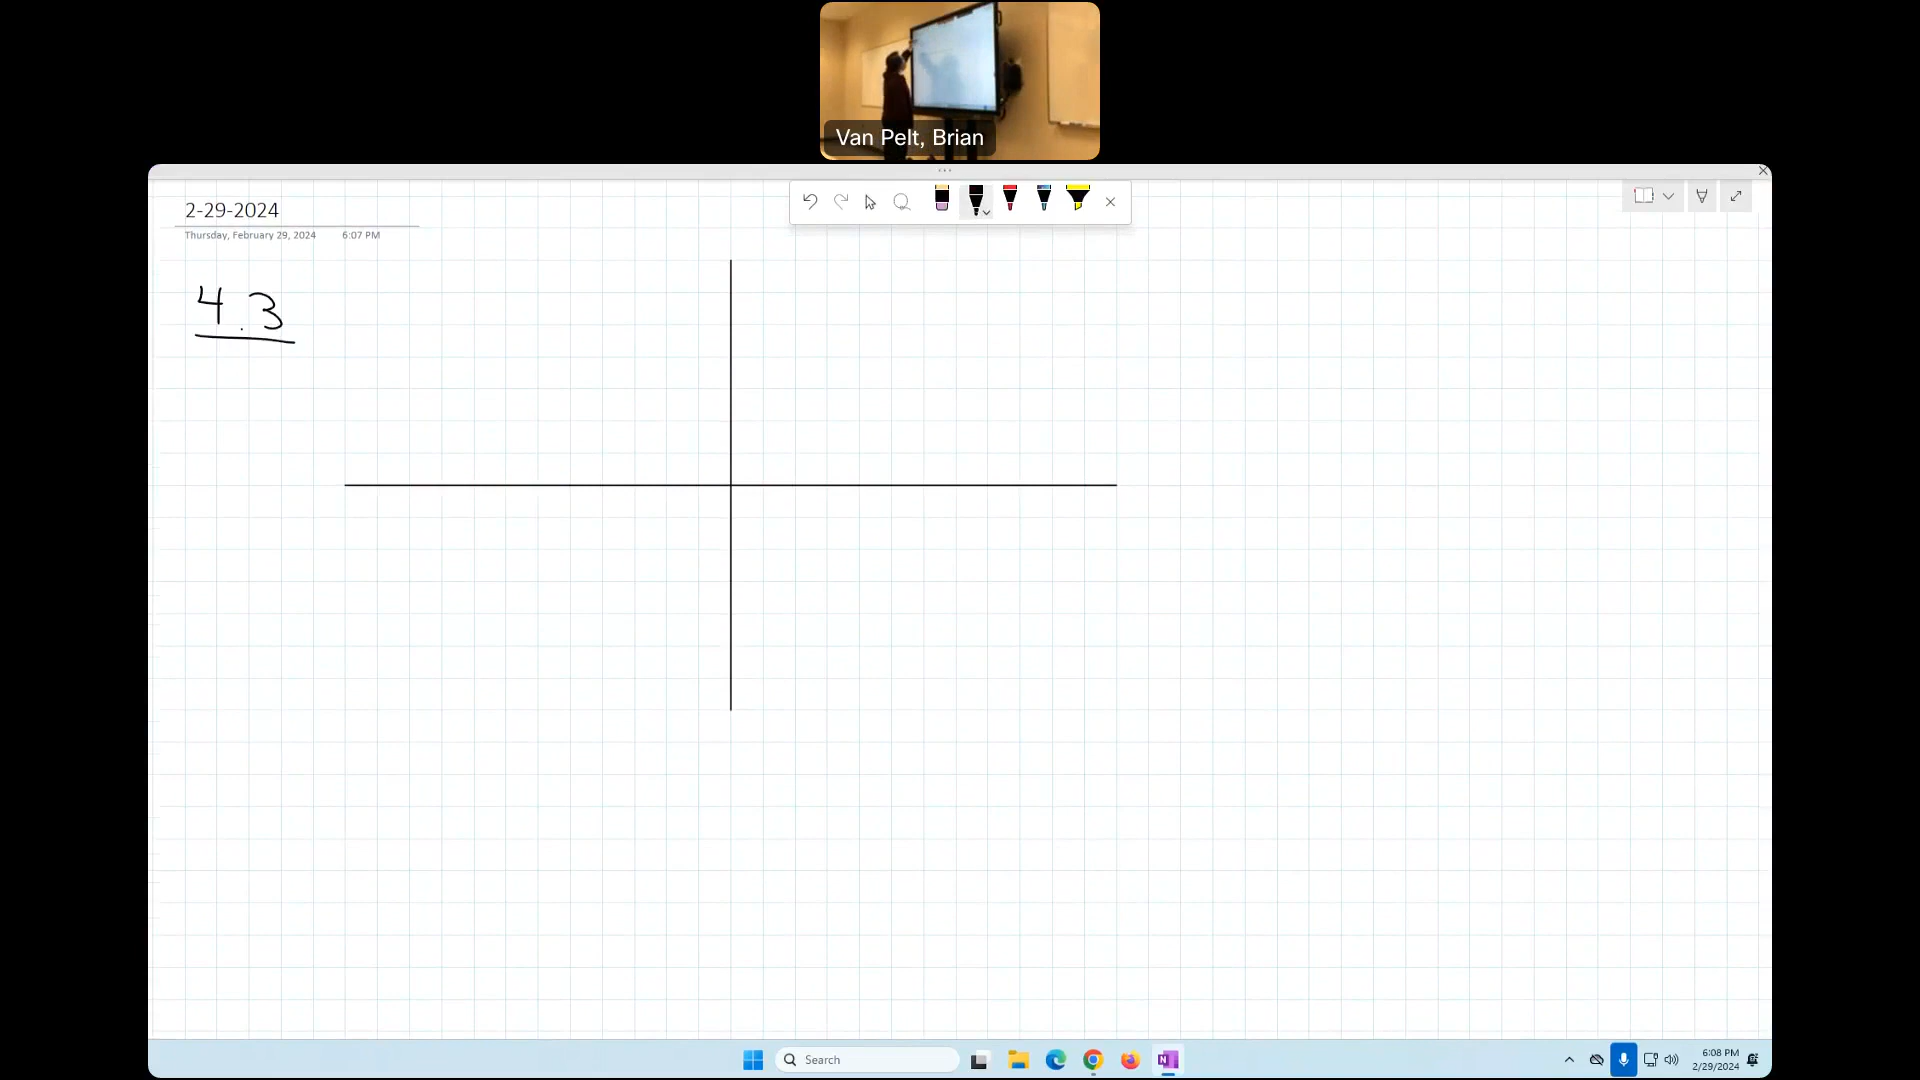 Van Pelt, Brian
2-29-2024
Thursday, February 29, 2024 6:07 PM
4.3
Search
6:08 PM
2/29/2024